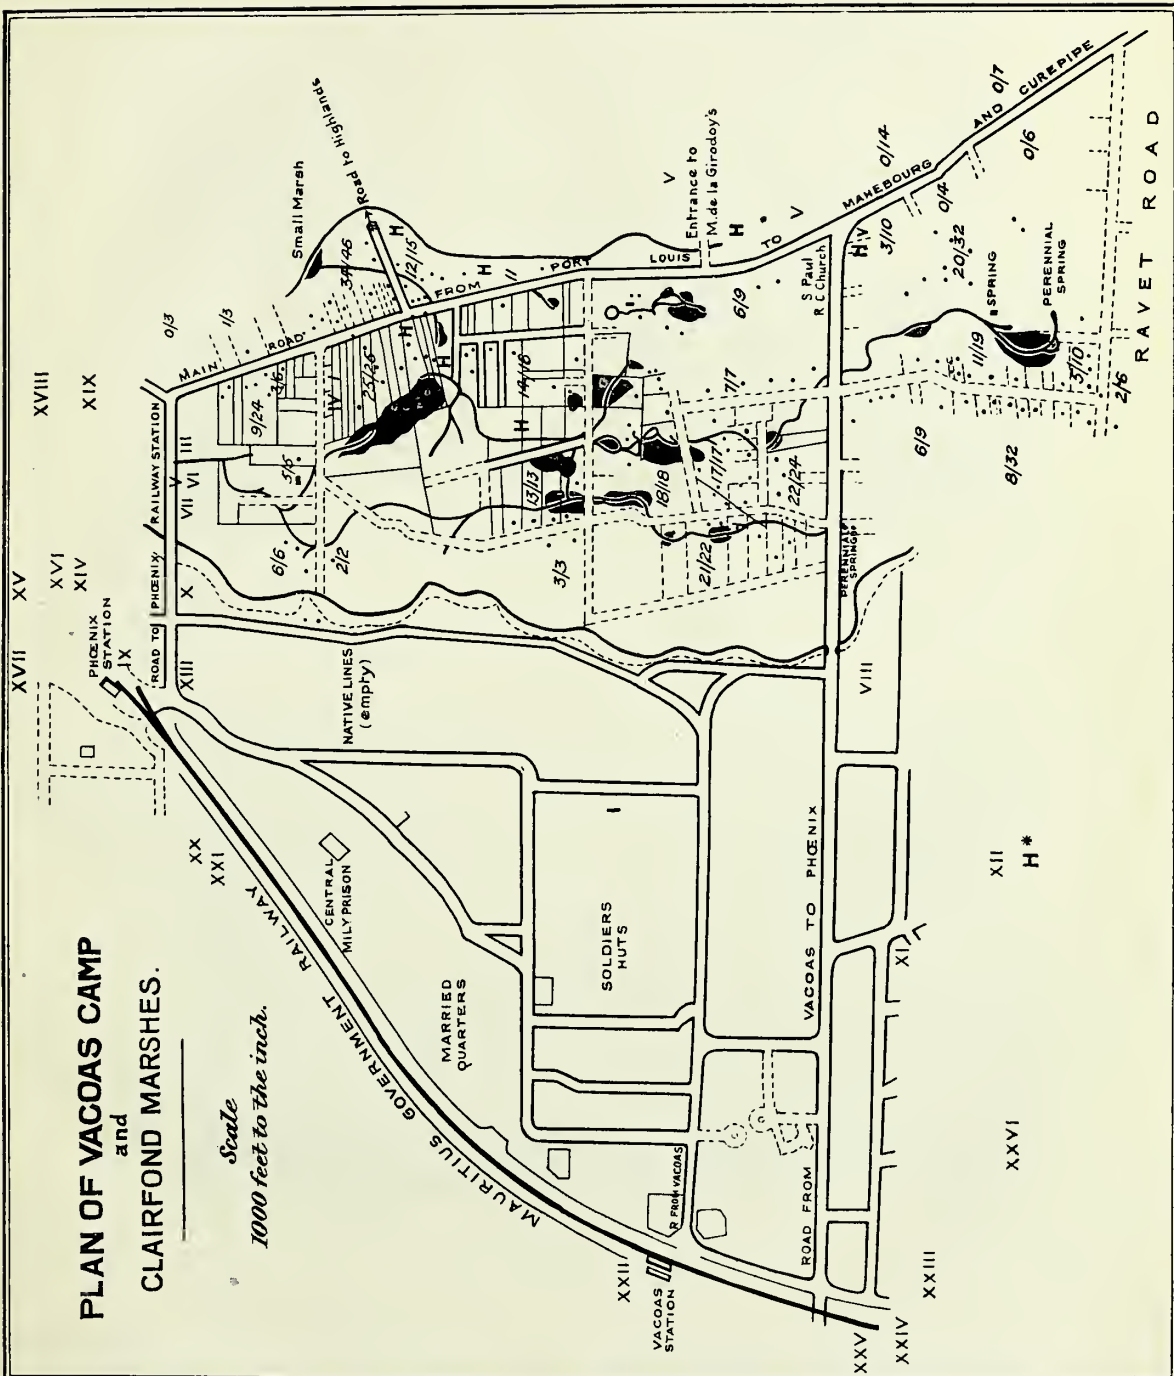 PLAN OF VACOAS CAMP
and
CLAIRFOND MARSHES.
Scale
1000 feet to the inch.
XVIII
XIX
XV
XVI
XIV
XVII
PHŒNIX
STATION
IX
ROAD TO PHŒNIX RAILWAY STATION
XIII
X
VII
VI
V
III
XX
XXI
MAURITIUS GOVERNMENT RAILWAY
CENTRAL
MILY PRISON
MARRIED
QUARTERS
SOLDIERS
HUTS
I
NATIVE LINES
(empty)
R FROM VACOAS
VACOAS
STATION
XXII
XXIII
XXIV
XXV
XXVI
XI
XII
H*
VIII
ROAD FROM VACOAS TO PHŒNIX
MAIN ROAD FROM PORT LOUIS TO MAHEBOURG AND CUREPIPE
Road to Highlands
Small Marsh
Entrance to
M. de la Girodoy's
V
H
V
S Paul
R C Church
H
IV
SPRING
PERENNIAL
SPRING
PERENNIAL
SPRING
RAVET ROAD
0/3
1/3
3/6
9/24
5/5
6/6
2/2
34/46
12/15
H
H
II
IV
25/26
H
H
14/16
H
13/13
3/3
18/18
17/17
7/7
6/9
21/22
22/24
0/14
0/7
0/6
0/4
3/10
20/32
11/19
3/10
2/6
6/9
8/32